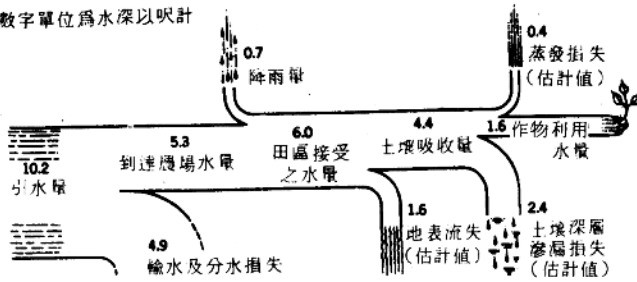 數字單位爲水深以呎計
0.7
降雨量
0.4
蒸發損失
(估計值)
10.2
引水量
5.3
到達農場水量
6.0
田區接受
之水量
4.4
土壤吸收量
1.6
作物利用
水量
4.9
輸水及分水損失
1.6
地表流失
(估計值)
2.4
土壤深層
滲漏損失
(估計值)